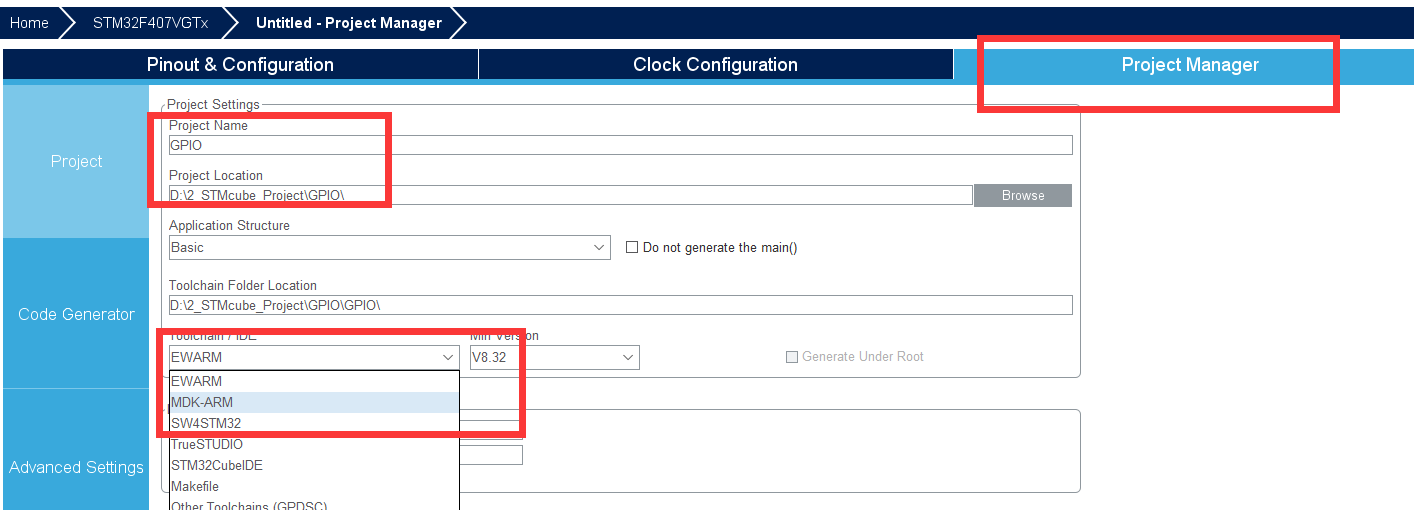 Home STM32F407VGTx Untitled - Project Manager
Pinout & Configuration Clock Configuration Project Manager
Project
Code Generator
Advanced Settings
Project Settings
Project Name
GPIO
Project Location
D:\2_STMcube_Project\GPIO\
Browse
Application Structure
Basic
Do not generate the main()
Toolchain Folder Location
D:\2_STMcube_Project\GPIO\GPIO\
Toolchain / IDE Min Version
EWARM V8.32 Generate Under Root
EWARM
MDK-ARM
SW4STM32
TrueSTUDIO
STM32CubeIDE
Makefile
Other Toolchains (GPDSC)